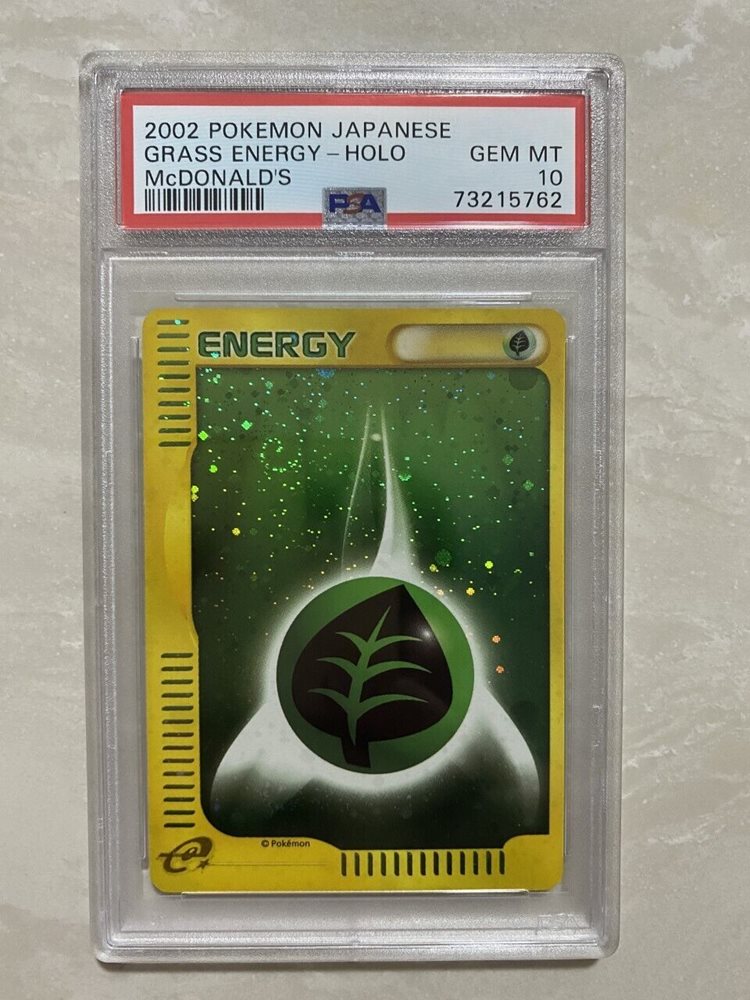 2002 POKEMON JAPANESE
GRASS ENERGY – HOLO GEM MT
McDONALD'S 10
PSA 73215762
ENERGY
© Pokémon
e